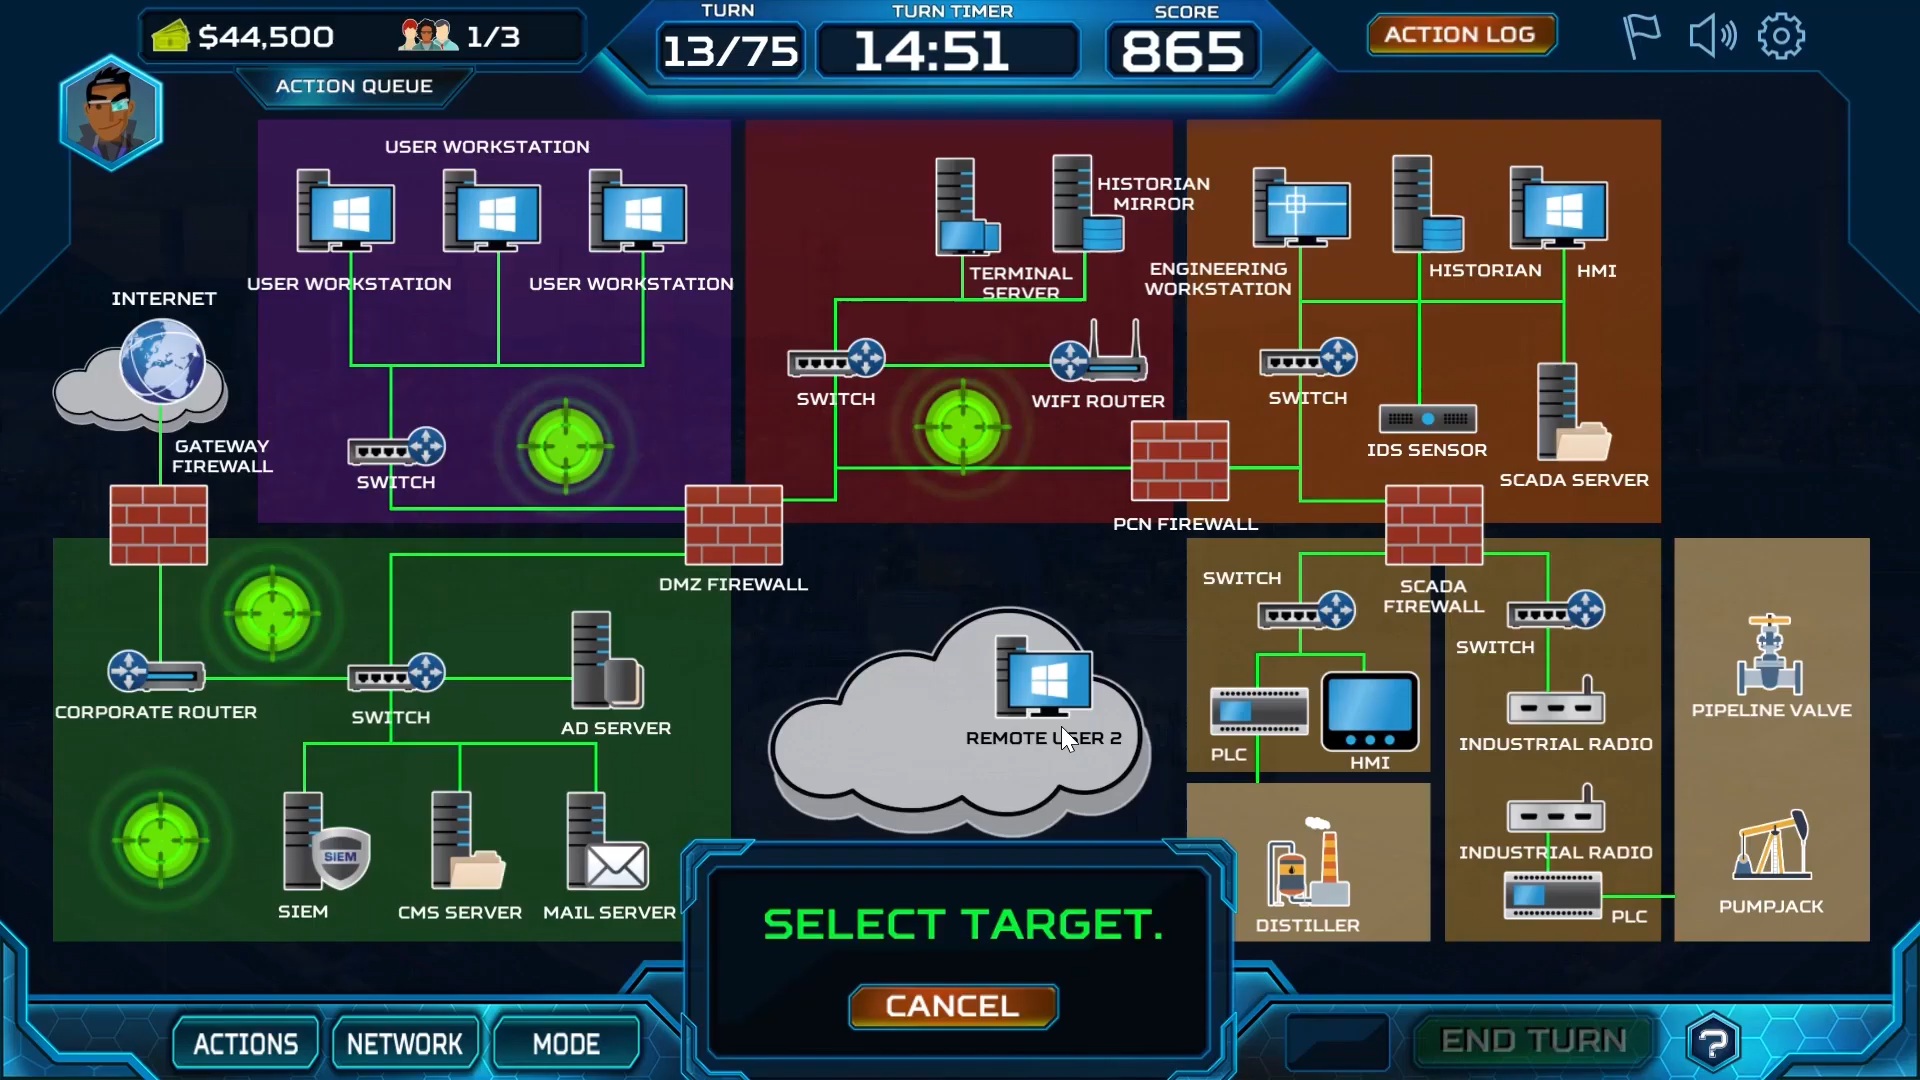 $44,500
1/3
TURN
13/75
TURN TIMER
14:51
SCORE
865
ACTION LOG
ACTION QUEUE
USER WORKSTATION
USER WORKSTATION
USER WORKSTATION
HISTORIAN
MIRROR
TERMINAL
SERVER
ENGINEERING
WORKSTATION
HISTORIAN
HMI
INTERNET
GATEWAY
FIREWALL
SWITCH
SWITCH
WIFI ROUTER
SWITCH
IDS SENSOR
SCADA SERVER
PCN FIREWALL
DMZ FIREWALL
SWITCH
SCADA
FIREWALL
SWITCH
CORPORATE ROUTER
SWITCH
AD SERVER
REMOTE USER 2
PLC
HMI
INDUSTRIAL RADIO
PIPELINE VALVE
SIEM
SIEM
CMS SERVER
MAIL SERVER
DISTILLER
INDUSTRIAL RADIO
PLC
PUMPJACK
SELECT TARGET.
CANCEL
ACTIONS
NETWORK
MODE
END TURN
?